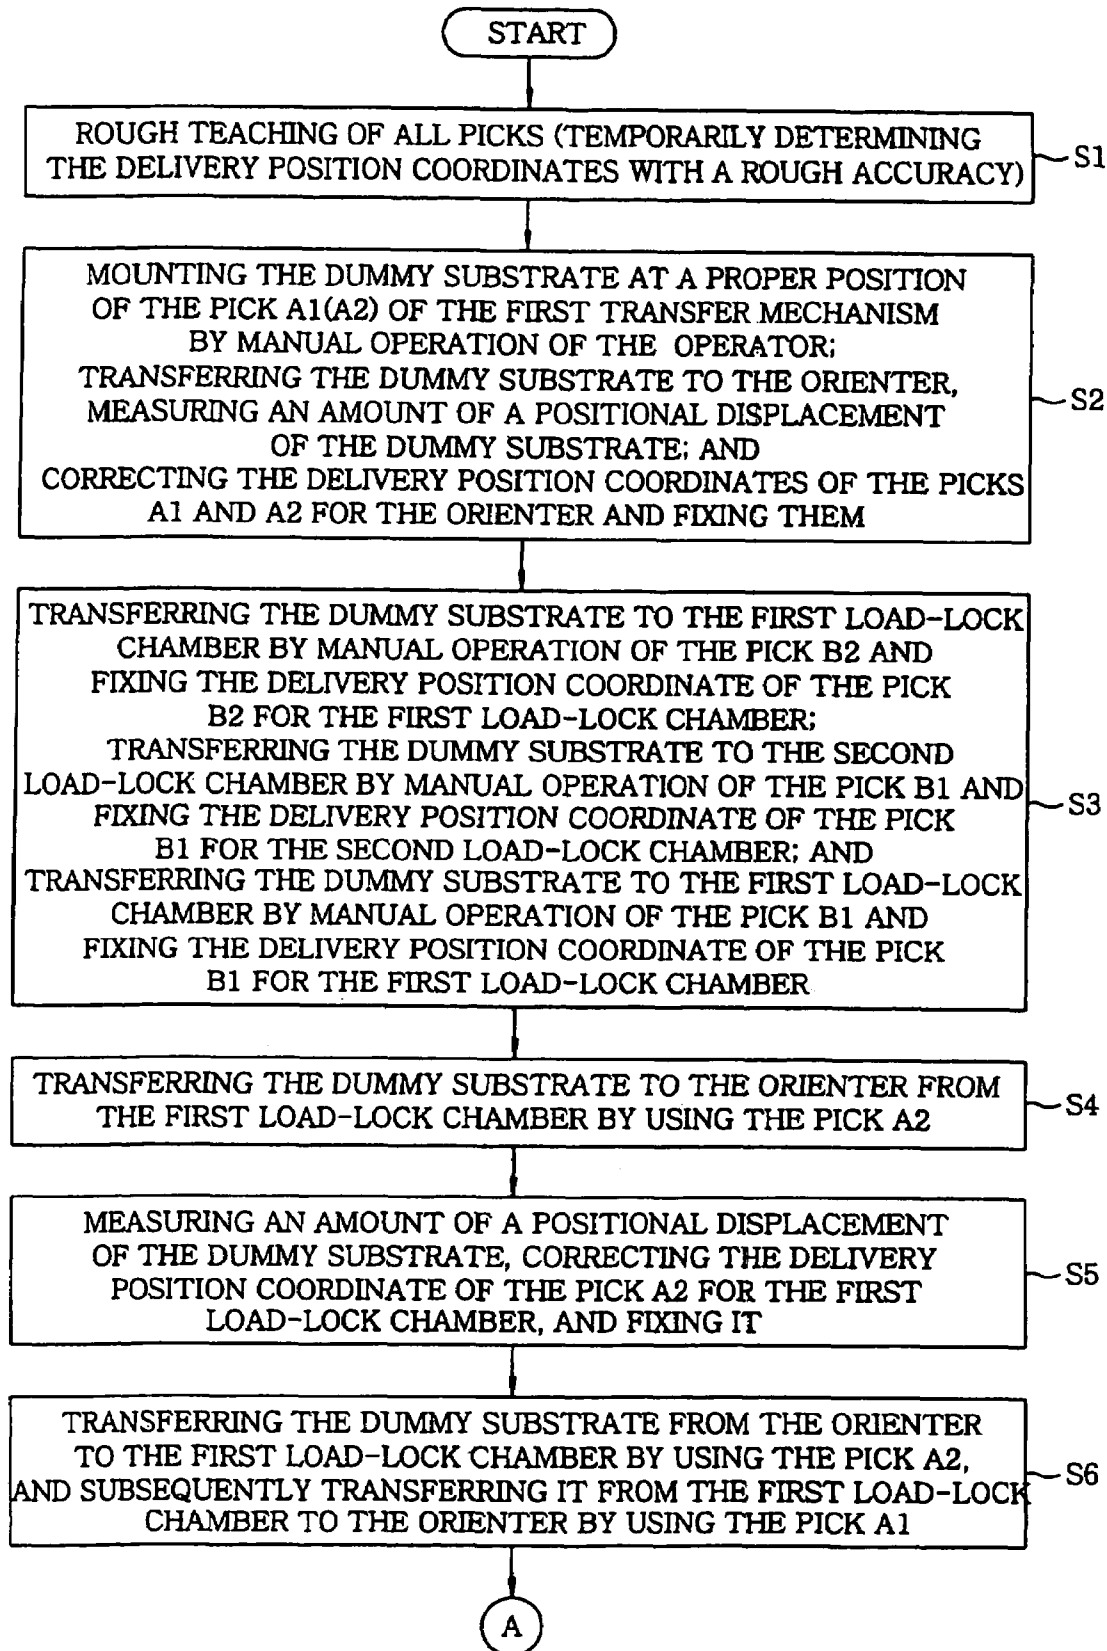 START
ROUGH TEACHING OF ALL PICKS (TEMPORARILY DETERMINING
THE DELIVERY POSITION COORDINATES WITH A ROUGH ACCURACY)
S1
MOUNTING THE DUMMY SUBSTRATE AT A PROPER POSITION
OF THE PICK A1(A2) OF THE FIRST TRANSFER MECHANISM
BY MANUAL OPERATION OF THE OPERATOR;
TRANSFERRING THE DUMMY SUBSTRATE TO THE ORIENTER,
MEASURING AN AMOUNT OF A POSITIONAL DISPLACEMENT
OF THE DUMMY SUBSTRATE; AND
CORRECTING THE DELIVERY POSITION COORDINATES OF THE PICKS
A1 AND A2 FOR THE ORIENTER AND FIXING THEM
S2
TRANSFERRING THE DUMMY SUBSTRATE TO THE FIRST LOAD-LOCK
CHAMBER BY MANUAL OPERATION OF THE PICK B2 AND
FIXING THE DELIVERY POSITION COORDINATE OF THE PICK
B2 FOR THE FIRST LOAD-LOCK CHAMBER;
TRANSFERRING THE DUMMY SUBSTRATE TO THE SECOND
LOAD-LOCK CHAMBER BY MANUAL OPERATION OF THE PICK B1 AND
FIXING THE DELIVERY POSITION COORDINATE OF THE PICK
B1 FOR THE SECOND LOAD-LOCK CHAMBER; AND
TRANSFERRING THE DUMMY SUBSTRATE TO THE FIRST LOAD-LOCK
CHAMBER BY MANUAL OPERATION OF THE PICK B1 AND
FIXING THE DELIVERY POSITION COORDINATE OF THE PICK
B1 FOR THE FIRST LOAD-LOCK CHAMBER
S3
TRANSFERRING THE DUMMY SUBSTRATE TO THE ORIENTER FROM
THE FIRST LOAD-LOCK CHAMBER BY USING THE PICK A2
S4
MEASURING AN AMOUNT OF A POSITIONAL DISPLACEMENT
OF THE DUMMY SUBSTRATE, CORRECTING THE DELIVERY
POSITION COORDINATE OF THE PICK A2 FOR THE FIRST
LOAD-LOCK CHAMBER, AND FIXING IT
S5
TRANSFERRING THE DUMMY SUBSTRATE FROM THE ORIENTER
TO THE FIRST LOAD-LOCK CHAMBER BY USING THE PICK A2,
AND SUBSEQUENTLY TRANSFERRING IT FROM THE FIRST LOAD-LOCK
CHAMBER TO THE ORIENTER BY USING THE PICK A1
S6
A